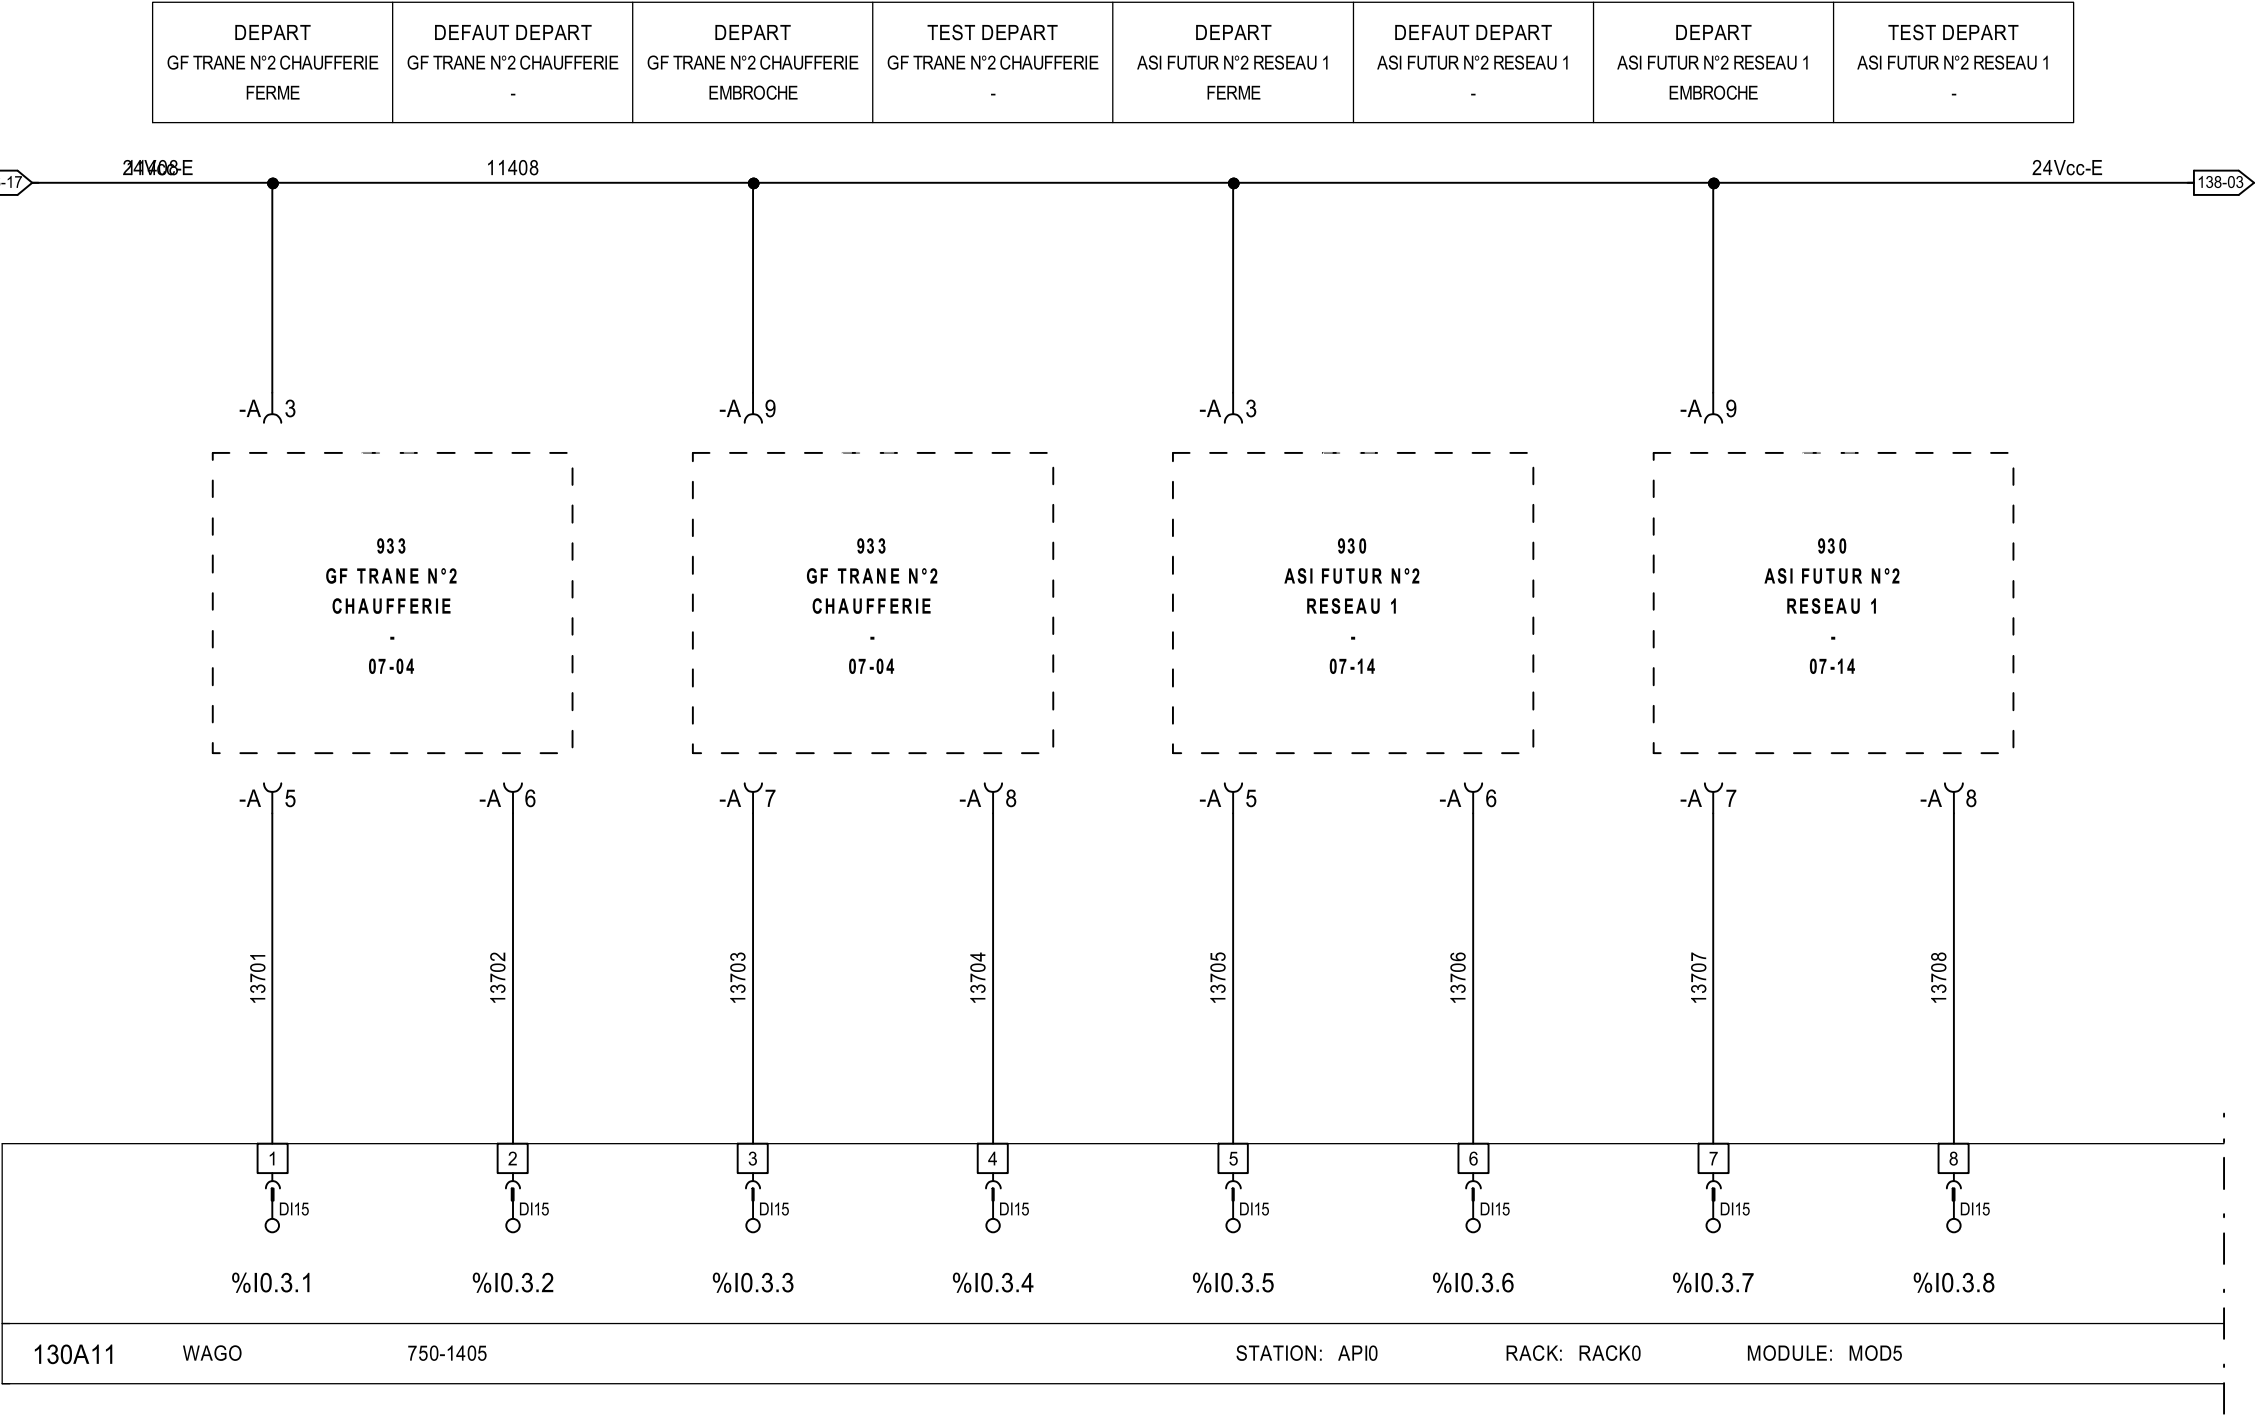 DEPART
GF TRANE N°2 CHAUFFERIE
FERME
DEFAUT DEPART
GF TRANE N°2 CHAUFFERIE
-
DEPART
GF TRANE N°2 CHAUFFERIE
EMBROCHE
TEST DEPART
GF TRANE N°2 CHAUFFERIE
-
DEPART
ASI FUTUR N°2 RESEAU 1
FERME
DEFAUT DEPART
ASI FUTUR N°2 RESEAU 1
-
DEPART
ASI FUTUR N°2 RESEAU 1
EMBROCHE
TEST DEPART
ASI FUTUR N°2 RESEAU 1
-
-17
24Vcc-E
11408
11408
24Vcc-E
138-03
-A 3
-A 9
-A 3
-A 9
933
GF TRANE N°2
CHAUFFERIE
-
07-04
933
GF TRANE N°2
CHAUFFERIE
-
07-04
930
ASI FUTUR N°2
RESEAU 1
-
07-14
930
ASI FUTUR N°2
RESEAU 1
-
07-14
-A 5
-A 6
-A 7
-A 8
-A 5
-A 6
-A 7
-A 8
13701
13702
13703
13704
13705
13706
13707
13708
1
2
3
4
5
6
7
8
DI15
DI15
DI15
DI15
DI15
DI15
DI15
DI15
%I0.3.1
%I0.3.2
%I0.3.3
%I0.3.4
%I0.3.5
%I0.3.6
%I0.3.7
%I0.3.8
130A11 WAGO 750-1405 STATION: API0 RACK: RACK0 MODULE: MOD5